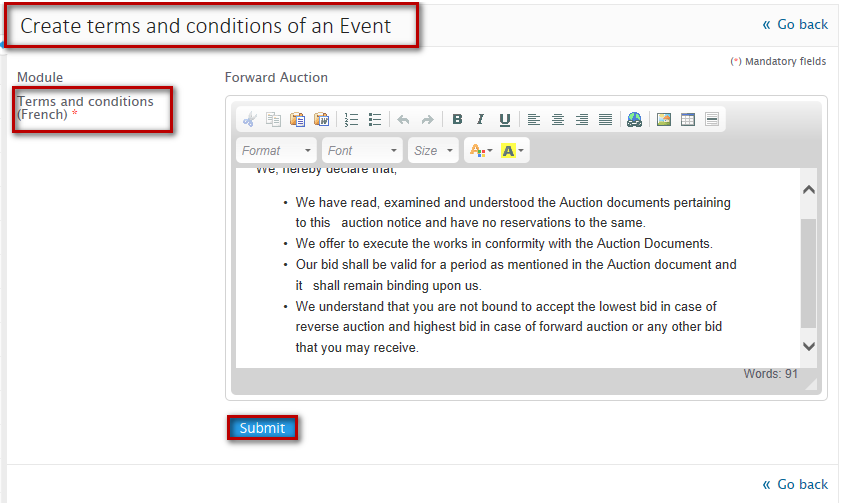 Create terms and conditions of an Event
« Go back
(*) Mandatory fields
Module
Forward Auction
Terms and conditions
(French) *
B I U
Format Font Size A A
We, hereby declare that,
• We have read, examined and understood the Auction documents pertaining
to this auction notice and have no reservations to the same.
• We offer to execute the works in conformity with the Auction Documents.
• Our bid shall be valid for a period as mentioned in the Auction document and
it shall remain binding upon us.
• We understand that you are not bound to accept the lowest bid in case of
reverse auction and highest bid in case of forward auction or any other bid
that you may receive.
Words: 91
Submit
« Go back